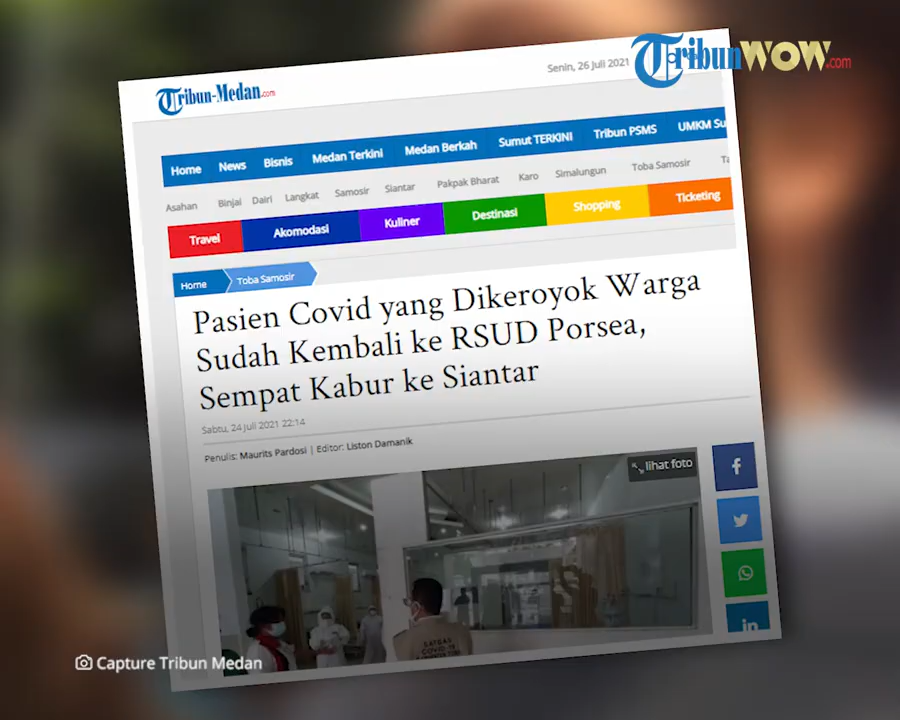 TribunWOW.com
Senin, 26 Juli 2021
Tribun-Medan.com
Home News Bisnis Medan Terkini Medan Berkah Sumut TERKINI Tribun PSMS UMKM Su
Asahan Binjai Dairi Langkat Samosir Siantar Pakpak Bharat Karo Simalungun Toba Samosir Ta
Travel Akomodasi Kuliner Destinasi Shopping Ticketing
Home Toba Samosir
Pasien Covid yang Dikeroyok Warga
Sudah Kembali ke RSUD Porsea,
Sempat Kabur ke Siantar
Sabtu, 24 Juli 2021 22:14
Penulis: Maurits Pardosi | Editor: Liston Damanik
lihat foto
SATGAS
COVID-19
Capture Tribun Medan